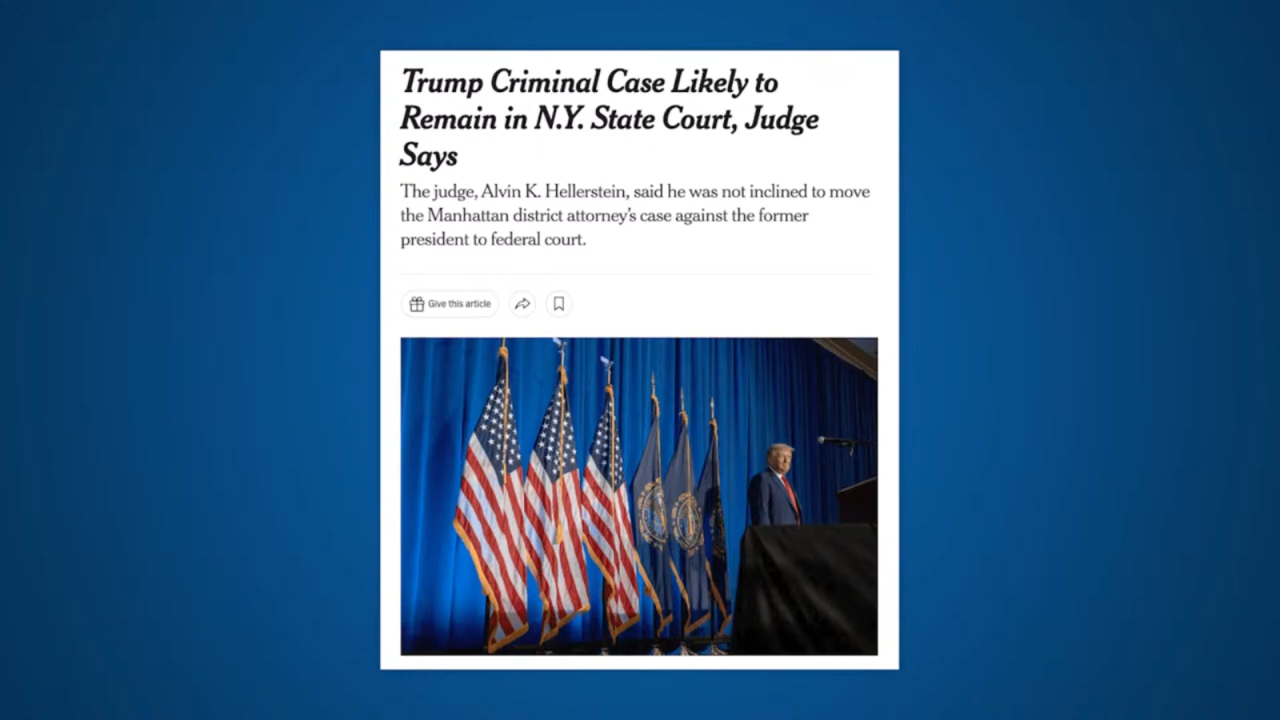 Trump Criminal Case Likely to
Remain in N.Y. State Court, Judge
Says
The judge, Alvin K. Hellerstein, said he was not inclined to move
the Manhattan district attorney's case against the former
president to federal court.
Give this article